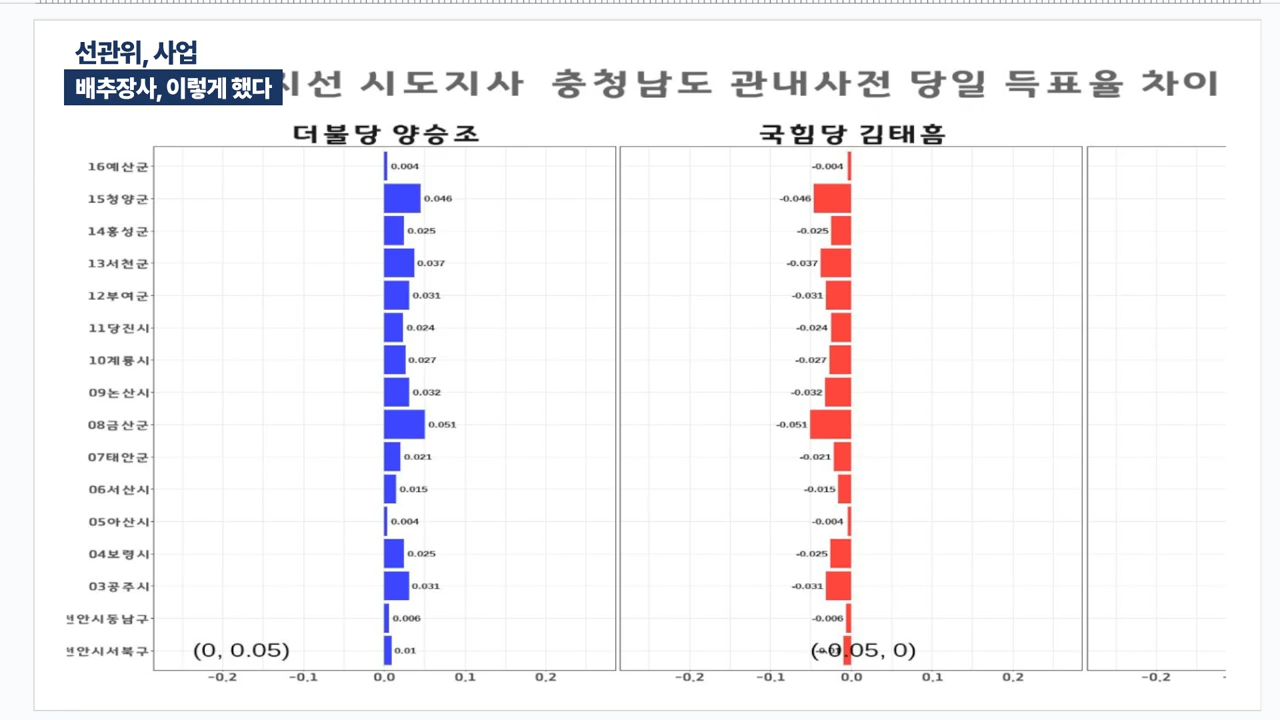 선관위, 사업
배추장사, 이렇게 했다
지선 시도지사 충청남도 관내사전 당일 득표율 차이
더불당 양승조
국힘당 김태흠
16예산군 0.004 -0.004
15청양군 0.046 -0.046
14홍성군 0.025 -0.025
13서천군 0.037 -0.037
12부여군 0.031 -0.031
11당진시 0.024 -0.024
10계룡시 0.027 -0.027
09논산시 0.032 -0.032
08금산군 0.051 -0.051
07태안군 0.021 -0.021
06서산시 0.015 -0.015
05아산시 0.004 -0.004
04보령시 0.025 -0.025
03공주시 0.031 -0.031
안시동남구 0.006 -0.006
안시서북구 0.01
(0, 0.05) (-0.05, 0)
-0.2 -0.1 0.0 0.1 0.2 -0.2 -0.1 0.0 0.1 0.2 -0.2